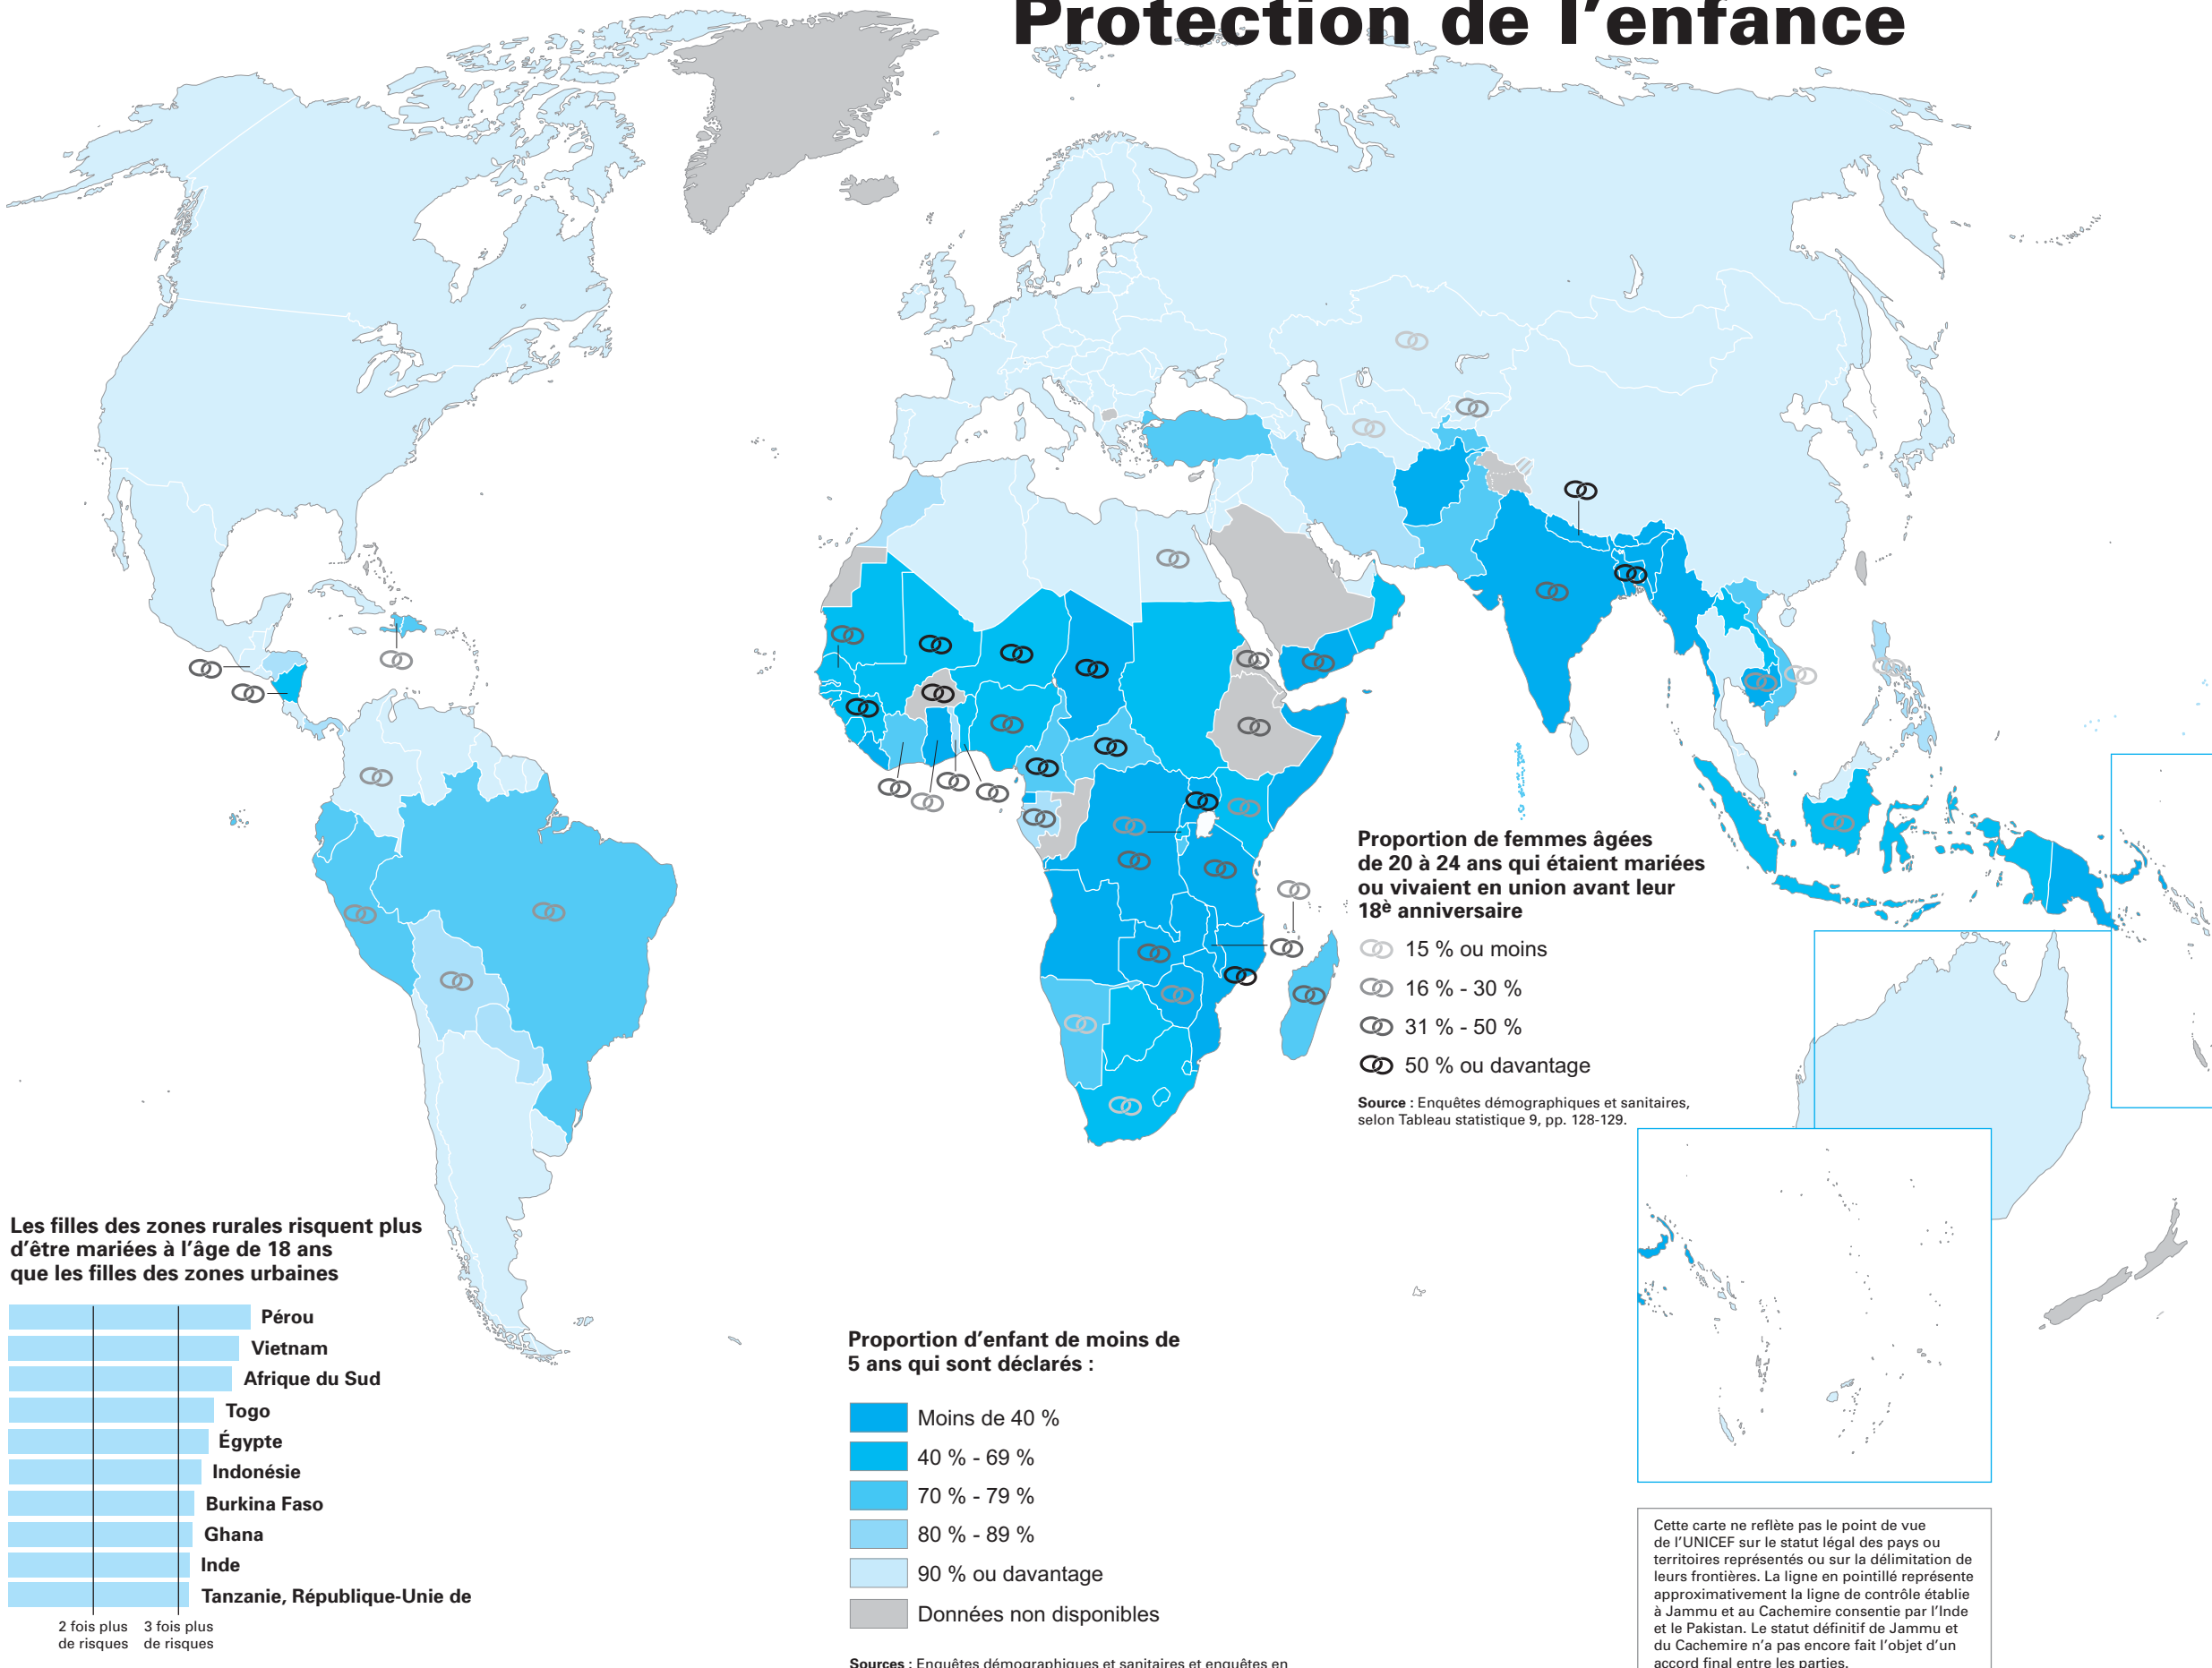 Protection de l'enfance
Proportion de femmes âgées
de 20 à 24 ans qui étaient mariées
ou vivaient en union avant leur
18è anniversaire
15 % ou moins
16 % - 30 %
31 % - 50 %
50 % ou davantage
Source : Enquêtes démographiques et sanitaires,
selon Tableau statistique 9, pp. 128-129.
Les filles des zones rurales risquent plus
d'être mariées à l'âge de 18 ans
que les filles des zones urbaines
Pérou
Vietnam
Afrique du Sud
Togo
Égypte
Indonésie
Burkina Faso
Ghana
Inde
Tanzanie, République-Unie de
2 fois plus
de risques
3 fois plus
de risques
Proportion d'enfant de moins de
5 ans qui sont déclarés :
Moins de 40 %
40 % - 69 %
70 % - 79 %
80 % - 89 %
90 % ou davantage
Données non disponibles
Sources : Enquêtes démographiques et sanitaires et enquêtes en
Cette carte ne reflète pas le point de vue
de l'UNICEF sur le statut légal des pays ou
territoires représentés ou sur la délimitation de
leurs frontières. La ligne en pointillé représente
approximativement la ligne de contrôle établie
à Jammu et au Cachemire consentie par l'Inde
et le Pakistan. Le statut définitif de Jammu et
du Cachemire n'a pas encore fait l'objet d'un
accord final entre les parties.